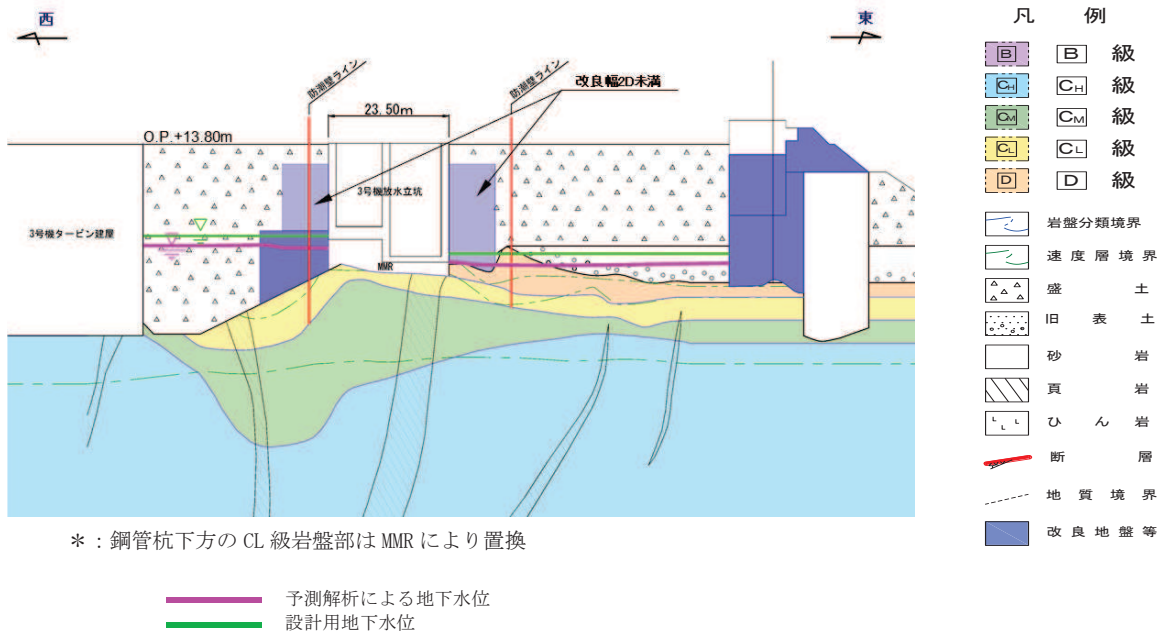 西
東
防潮壁ライン
防潮壁ライン
改良幅2D未満
23.50m
O.P.+13.80m
3号機放水立坑
3号機タービン建屋
MMR
*：鋼管杭下方の CL 級岩盤部は MMR により置換
予測解析による地下水位
設計用地下水位
凡 例
B B 級
CH CH 級
CM CM 級
CL CL 級
D D 級
岩盤分類境界
速度層境界
盛土
旧表土
砂岩
頁岩
ひん岩
断層
地質境界
改良地盤等